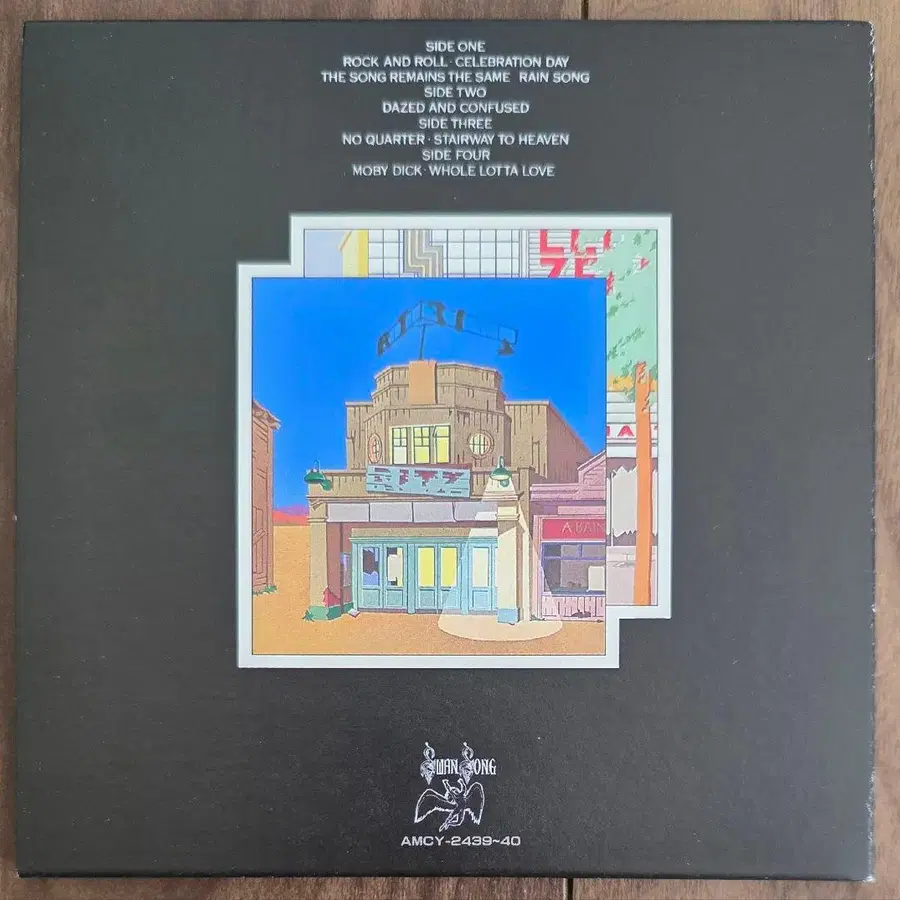 SIDE ONE
ROCK AND ROLL · CELEBRATION DAY
THE SONG REMAINS THE SAME RAIN SONG
SIDE TWO
DAZED AND CONFUSED
SIDE THREE
NO QUARTER · STAIRWAY TO HEAVEN
SIDE FOUR
MOBY DICK · WHOLE LOTTA LOVE
RITZ
SWAN SONG
AMCY-2439~40